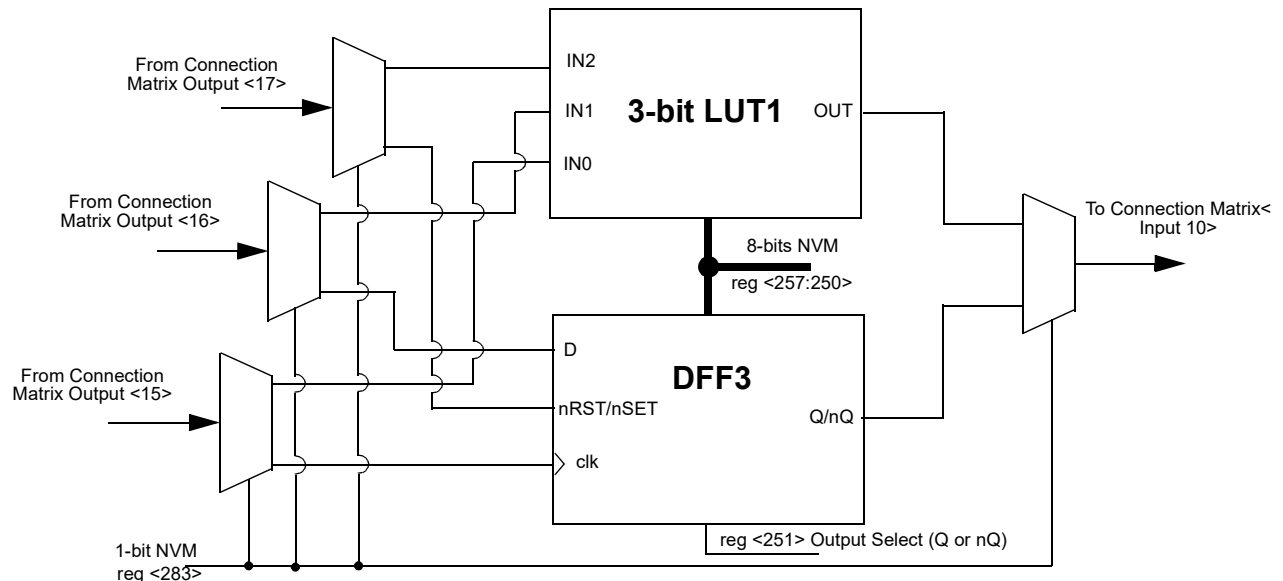 From Connection
Matrix Output <17>
IN2
IN1
IN0
3-bit LUT1
OUT
From Connection
Matrix Output <16>
To Connection Matrix<
Input 10>
8-bits NVM
reg <257:250>
From Connection
Matrix Output <15>
D
nRST/nSET
clk
DFF3
Q/nQ
reg <251> Output Select (Q or nQ)
1-bit NVM
reg <283>